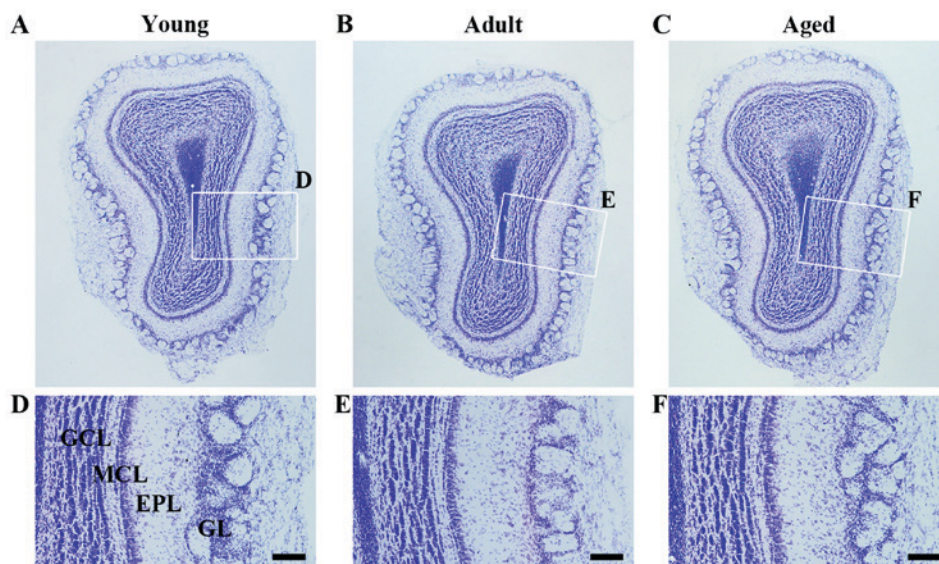 A Young B Adult C Aged
D E F
D E F
GCL
MCL
EPL
GL